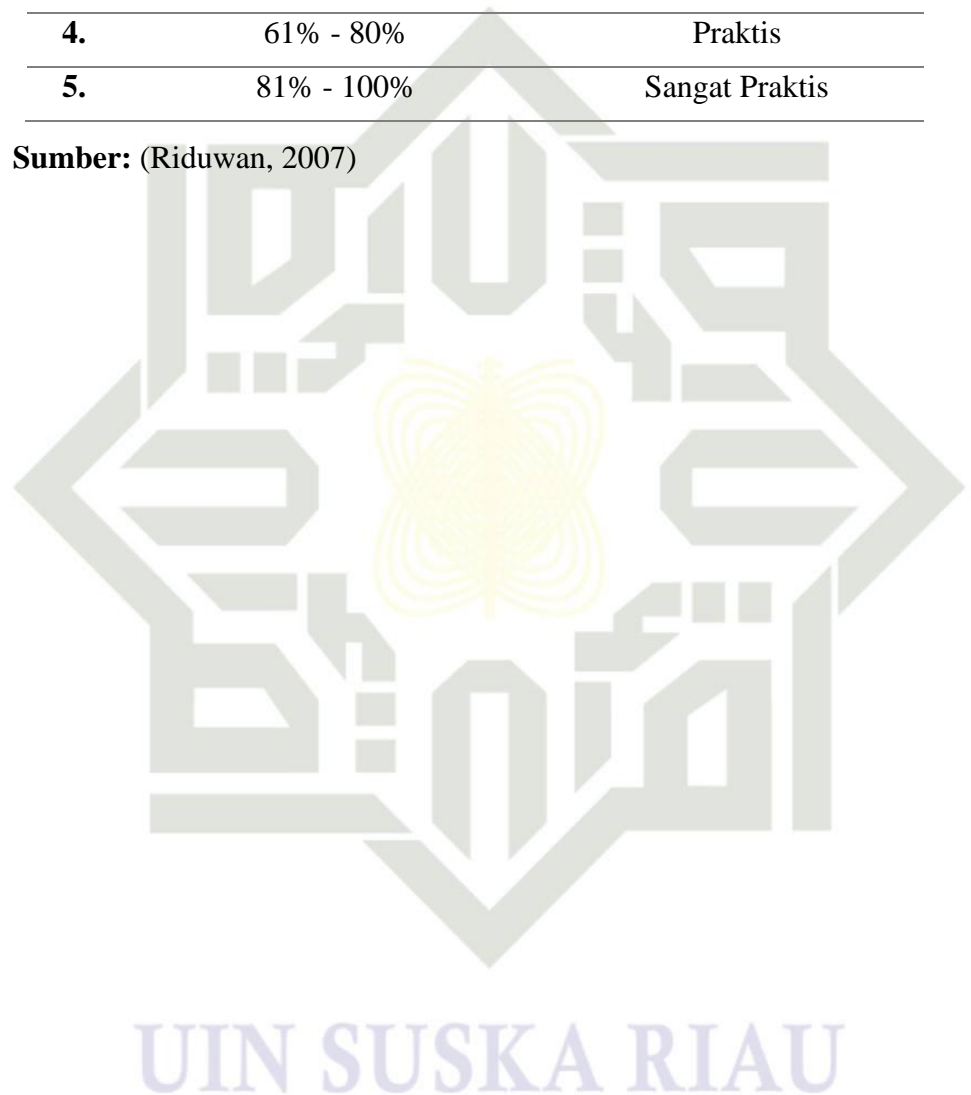 4. 61% - 80% Praktis
5. 81% - 100% Sangat Praktis
Sumber: (Riduwan, 2007)
UIN SUSKA RIAU